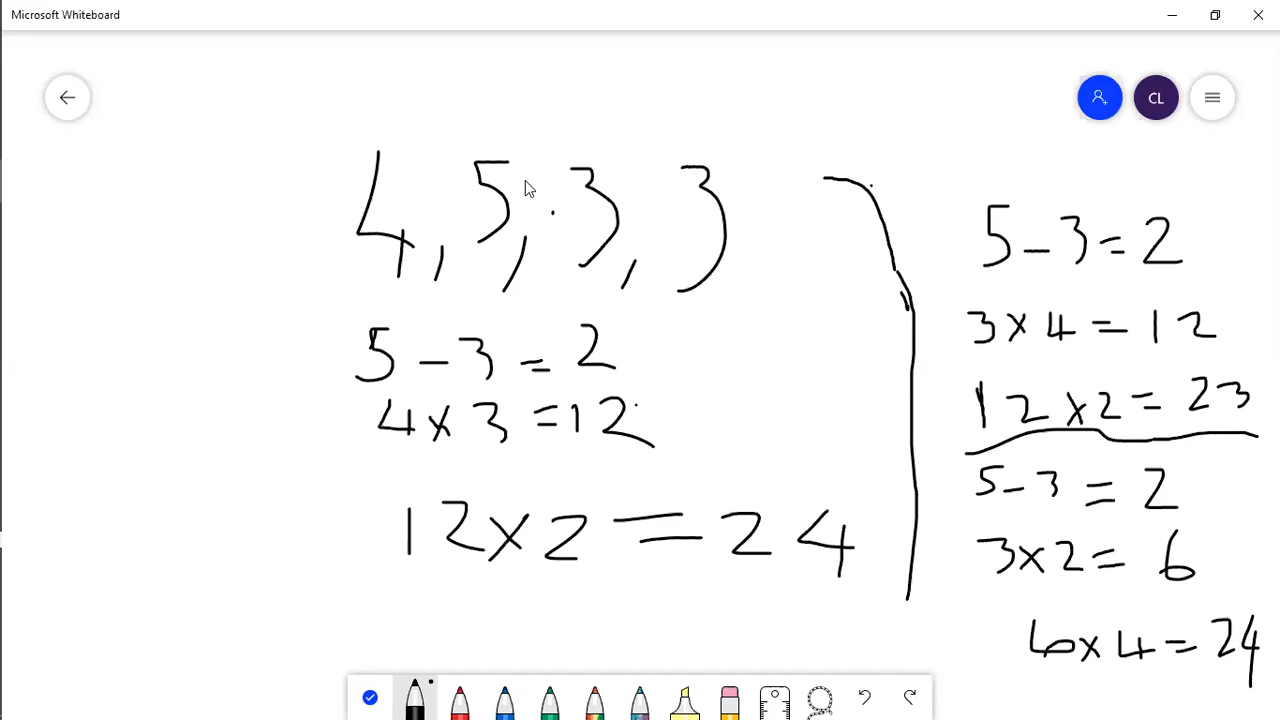 Microsoft Whiteboard
CL
4, 5, 3, 3
5 - 3 = 2
4 x 3 = 12
12 x 2 = 24
5 - 3 = 2
3 x 4 = 12
12 x 2 = 23
5 - 3 = 2
3 x 2 = 6
6 x 4 = 24